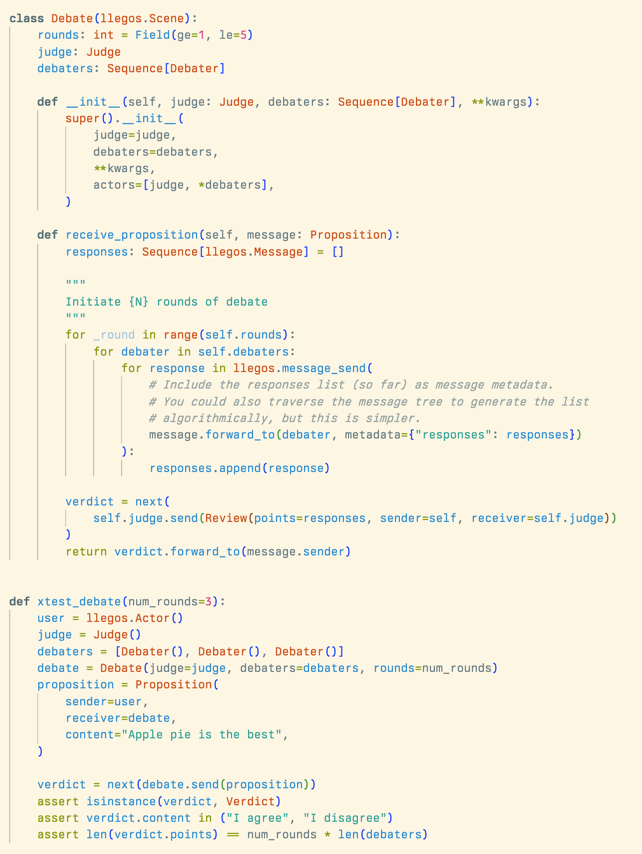 class Debate(llegos.Scene):
    rounds: int = Field(ge=1, le=5)
    judge: Judge
    debaters: Sequence[Debater]

    def __init__(self, judge: Judge, debaters: Sequence[Debater], **kwargs):
        super().__init__(
            judge=judge,
            debaters=debaters,
            **kwargs,
            actors=[judge, *debaters],
        )

    def receive_proposition(self, message: Proposition):
        responses: Sequence[llegos.Message] = []

        """
        Initiate {N} rounds of debate
        """
        for _round in range(self.rounds):
            for debater in self.debaters:
                for response in llegos.message_send(
                    # Include the responses list (so far) as message metadata.
                    # You could also traverse the message tree to generate the list
                    # algorithmically, but this is simpler.
                    message.forward_to(debater, metadata={"responses": responses})
                ):
                    responses.append(response)

        verdict = next(
            self.judge.send(Review(points=responses, sender=self, receiver=self.judge))
        )
        return verdict.forward_to(message.sender)


def xtest_debate(num_rounds=3):
    user = llegos.Actor()
    judge = Judge()
    debaters = [Debater(), Debater(), Debater()]
    debate = Debate(judge=judge, debaters=debaters, rounds=num_rounds)
    proposition = Proposition(
        sender=user,
        receiver=debate,
        content="Apple pie is the best",
    )

    verdict = next(debate.send(proposition))
    assert isinstance(verdict, Verdict)
    assert verdict.content in ("I agree", "I disagree")
    assert len(verdict.points) == num_rounds * len(debaters)